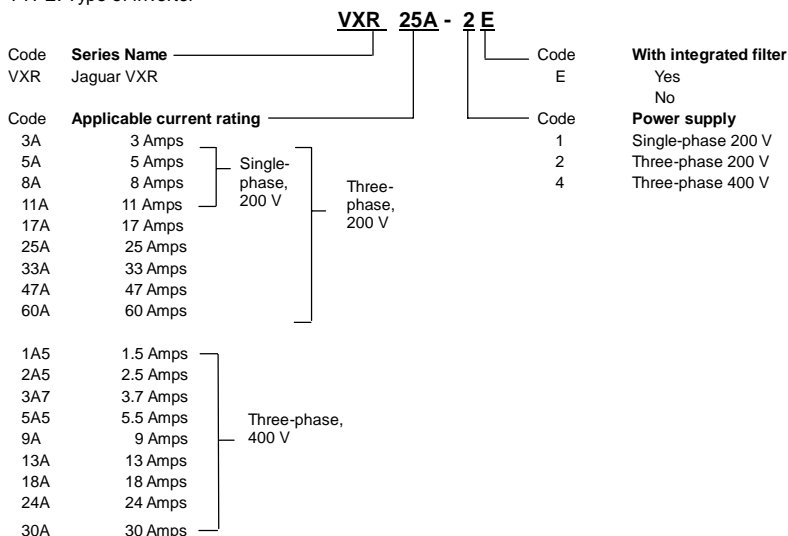 VXR 25A - 2 E
Code Series Name
VXR Jaguar VXR
Code Applicable current rating
3A 3 Amps
5A 5 Amps
8A 8 Amps
11A 11 Amps
17A 17 Amps
25A 25 Amps
33A 33 Amps
47A 47 Amps
60A 60 Amps
Single-
phase,
200 V
Three-
phase,
200 V
1A5 1.5 Amps
2A5 2.5 Amps
3A7 3.7 Amps
5A5 5.5 Amps
9A 9 Amps
13A 13 Amps
18A 18 Amps
24A 24 Amps
30A 30 Amps
Three-phase,
400 V
Code With integrated filter
E Yes
No
Code Power supply
1 Single-phase 200 V
2 Three-phase 200 V
4 Three-phase 400 V